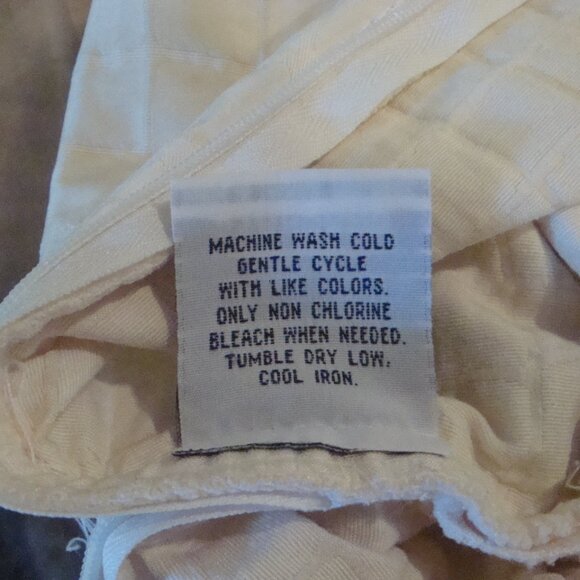 MACHINE WASH COLD
GENTLE CYCLE
WITH LIKE COLORS.
ONLY NON CHLORINE
BLEACH WHEN NEEDED.
TUMBLE DRY LOW,
COOL IRON.